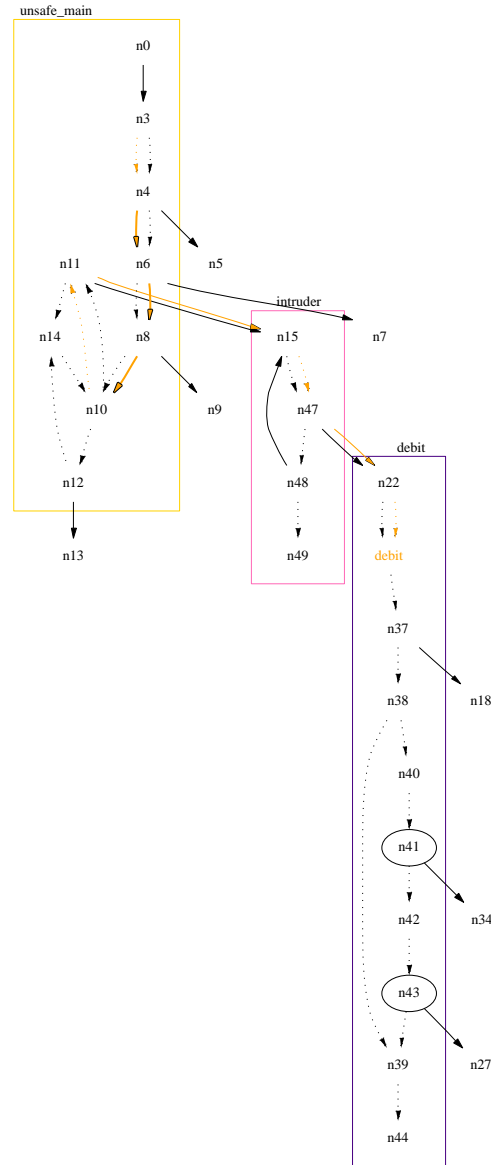 unsafe_main
n0
n3
n4
n11
n6
n5
intruder
n14
n8
n15
n7
n10
n9
n47
debit
n12
n48
n22
n13
n49
debit
n37
n38
n18
n40
n41
n42
n34
n43
n39
n27
n44